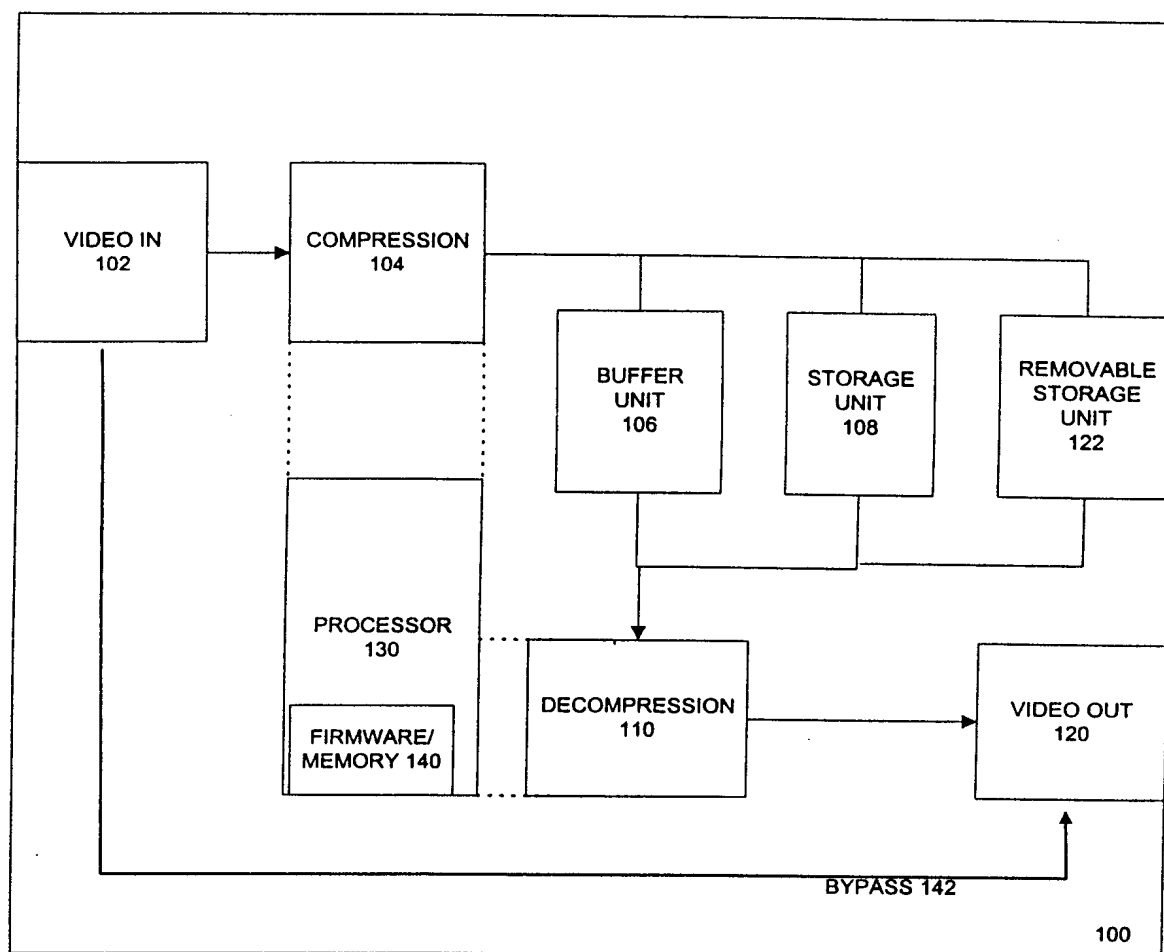 VIDEO IN
102
COMPRESSION
104
BUFFER
UNIT
106
STORAGE
UNIT
108
REMOVABLE
STORAGE
UNIT
122
PROCESSOR
130
FIRMWARE/
MEMORY 140
DECOMPRESSION
110
VIDEO OUT
120
BYPASS 142
100